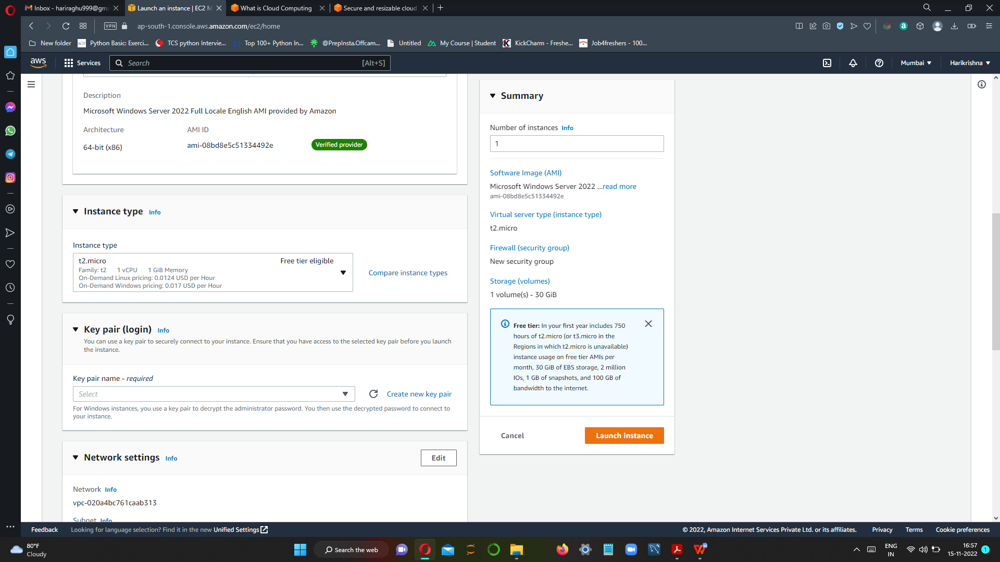 Inbox - hariraghu999@gma
Launch an instance | EC2 M
What is Cloud Computing
Secure and resizable cloud
VPN
ap-south-1.console.aws.amazon.com/ec2/home
New folder
w3r
Python Basic: Exerci...
TCS python Intervie...
e!
Top 100+ Python In...
@PrepInsta.Offcam...
Untitled
My Course | Student
K
KickCharm - Freshe...
Job4freshers - 100...
aws
Services
Search
[Alt+S]
Mumbai
Harikrishna
Description
Microsoft Windows Server 2022 Full Locale English AMI provided by Amazon
Architecture
AMI ID
64-bit (x86)
ami-08bd8e5c51334492e
Verified provider
Instance type Info
Instance type
t2.micro
Free tier eligible
Family: t2 1 vCPU 1 GiB Memory
On-Demand Linux pricing: 0.0124 USD per Hour
On-Demand Windows pricing: 0.017 USD per Hour
Compare instance types
Key pair (login) Info
You can use a key pair to securely connect to your instance. Ensure that you have access to the selected key pair before you launch
the instance.
Key pair name - required
Select
Create new key pair
For Windows instances, you use a key pair to decrypt the administrator password. You then use the decrypted password to connect to
your instance.
Network settings Info
Edit
Network Info
vpc-020a4bc761caab313
Subnet Info
Summary
Number of instances Info
1
Software Image (AMI)
Microsoft Windows Server 2022 ...read more
ami-08bd8e5c51334492e
Virtual server type (instance type)
t2.micro
Firewall (security group)
New security group
Storage (volumes)
1 volume(s) - 30 GiB
Free tier: In your first year includes 750
hours of t2.micro (or t3.micro in the
Regions in which t2.micro is unavailable)
instance usage on free tier AMIs per
month, 30 GiB of EBS storage, 2 million
IOs, 1 GB of snapshots, and 100 GB of
bandwidth to the internet.
Cancel
Launch instance
Feedback
Looking for language selection? Find it in the new Unified Settings
© 2022, Amazon Internet Services Private Ltd. or its affiliates.
Privacy
Terms
Cookie preferences
80°F
Cloudy
Search the web
ENG
IN
16:57
15-11-2022
1